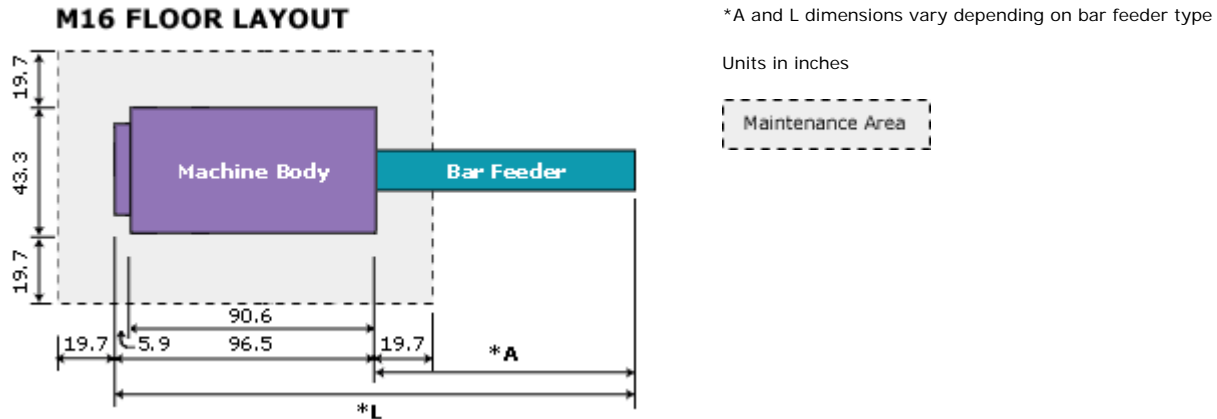 M16 FLOOR LAYOUT
*A and L dimensions vary depending on bar feeder type
Units in inches
Maintenance Area
19.7
43.3
19.7
Machine Body
Bar Feeder
90.6
19.7
5.9
96.5
19.7
*A
*L